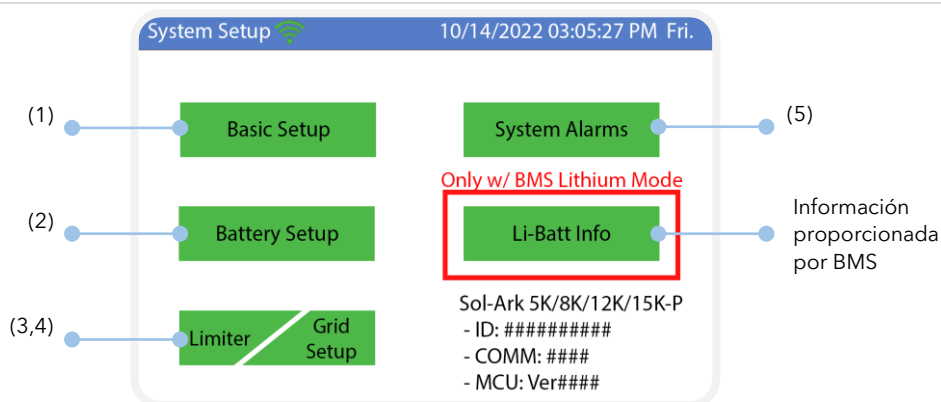 System Setup
10/14/2022 03:05:27 PM Fri.
(1)
Basic Setup
System Alarms
(5)
Only w/ BMS Lithium Mode
(2)
Battery Setup
Li-Batt Info
Información
proporcionada
por BMS
(3,4)
Limiter
Grid
Setup
Sol-Ark 5K/8K/12K/15K-P
- ID: ##########
- COMM: ####
- MCU: Ver####